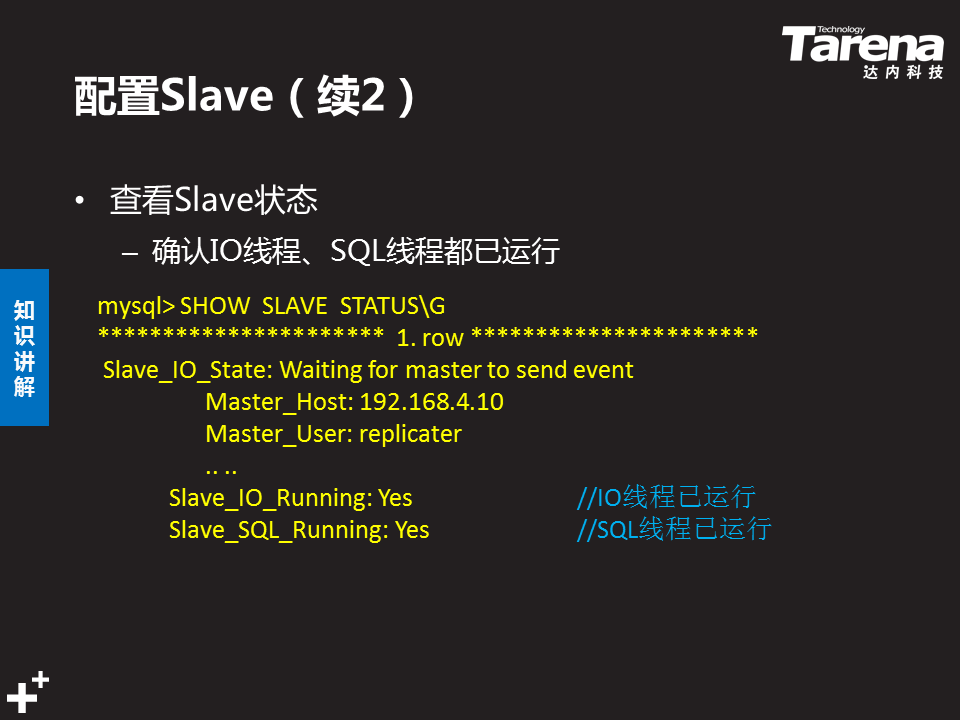 Technology
Tarena
达内科技
配置Slave（续2）
• 查看Slave状态
– 确认IO线程、SQL线程都已运行
知识讲解
mysql> SHOW SLAVE STATUS\G
********************** 1. row **********************
Slave_IO_State: Waiting for master to send event
Master_Host: 192.168.4.10
Master_User: replicater
.. ..
Slave_IO_Running: Yes //IO线程已运行
Slave_SQL_Running: Yes //SQL线程已运行